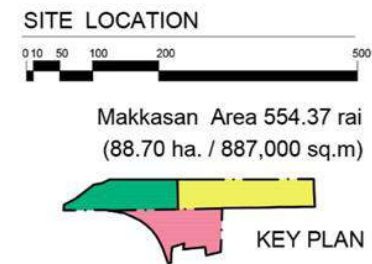 SITE LOCATION
0 10 50 100 200 500
Makkasan Area 554.37 rai
(88.70 ha. / 887,000 sq.m)
KEY PLAN